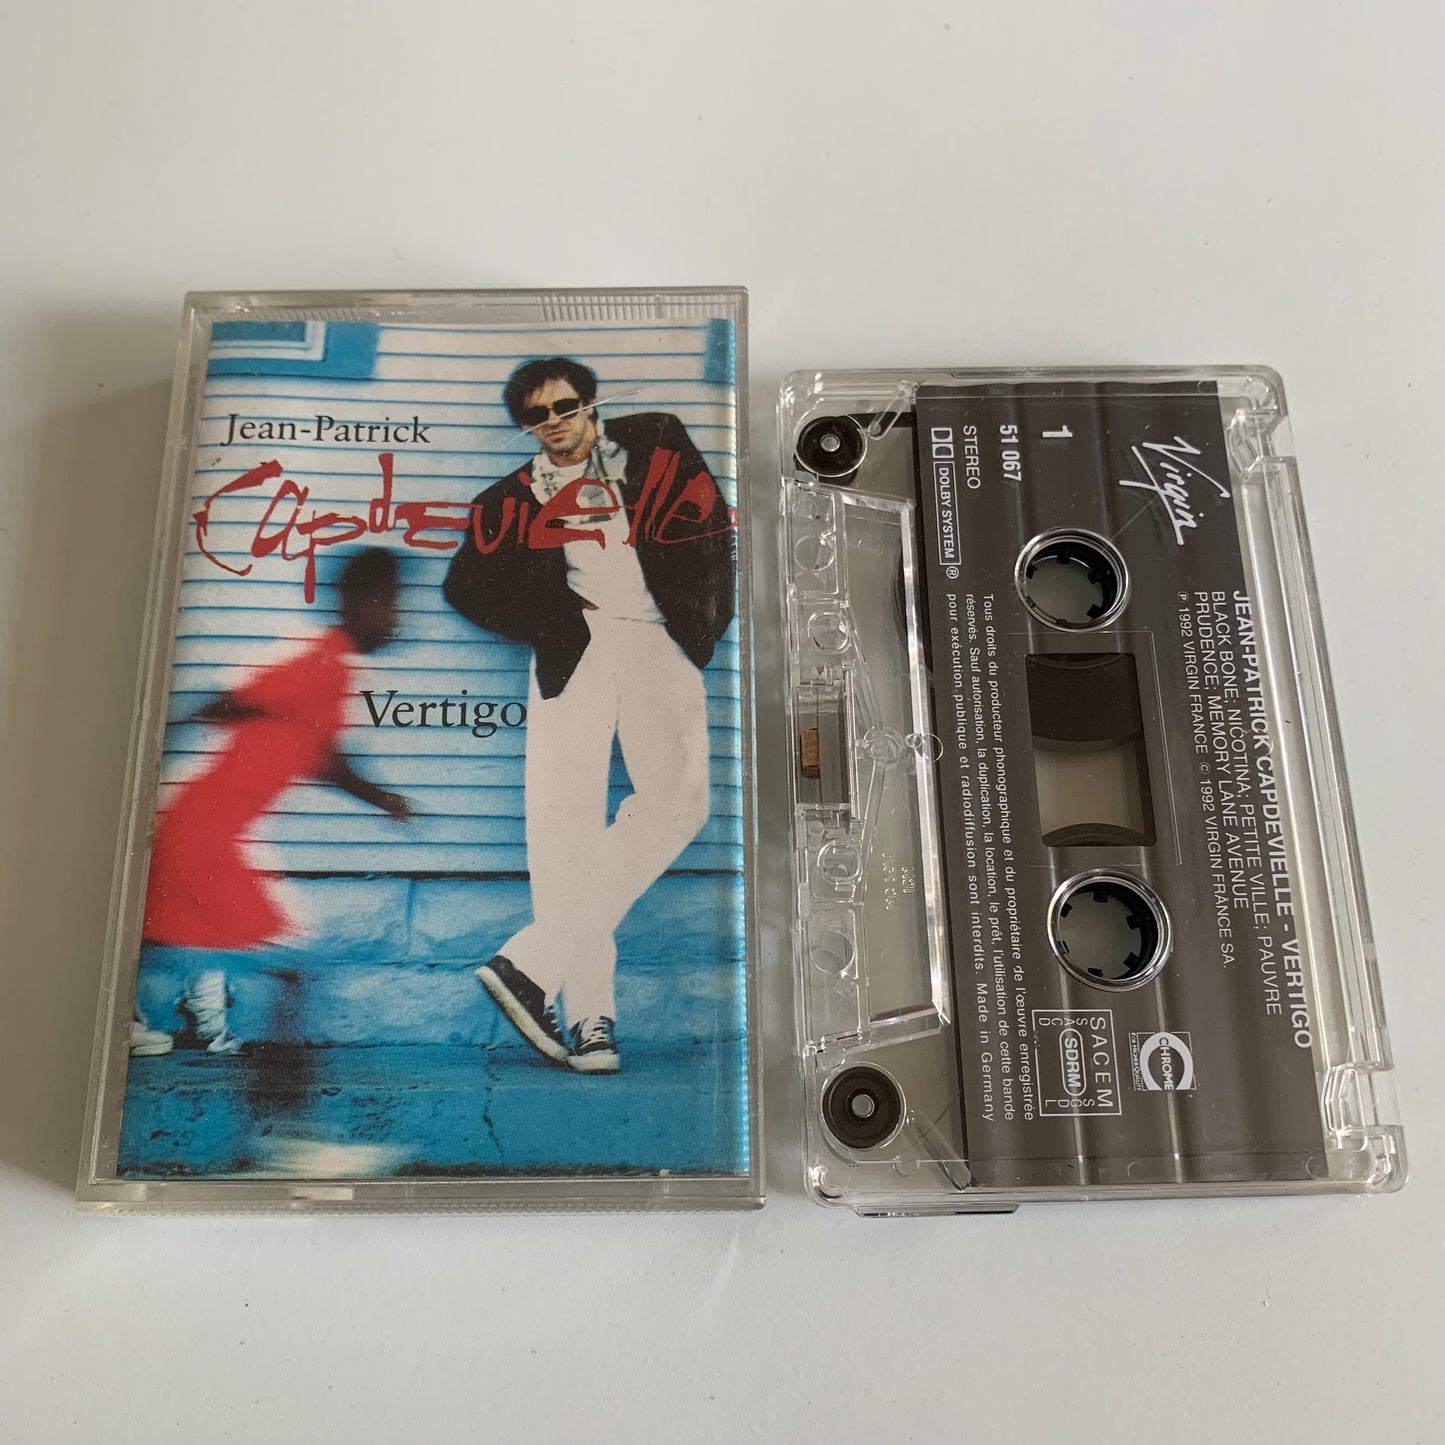 Jean-Patrick
Capdevielle
Vertigo
Virgin
JEAN-PATRICK CAPDEVIELLE - VERTIGO
BLACK BONE; NICOTINA; PETITE VILLE; PAUVRE
PRUDENCE; MEMORY LANE AVENUE
℗ 1992 VIRGIN FRANCE © 1992 VIRGIN FRANCE SA.
1
51 067
STEREO
DOLBY SYSTEM ®
CHROME
SACEM
SACD
SDRM
SGDL
Tous droits du producteur phonographique et du propriétaire de l'œuvre enregistrée
réservés. Sauf autorisation, la duplication, la location, le prêt, l'utilisation de cette bande
pour exécution publique et radiodiffusion sont interdits. Made in Germany